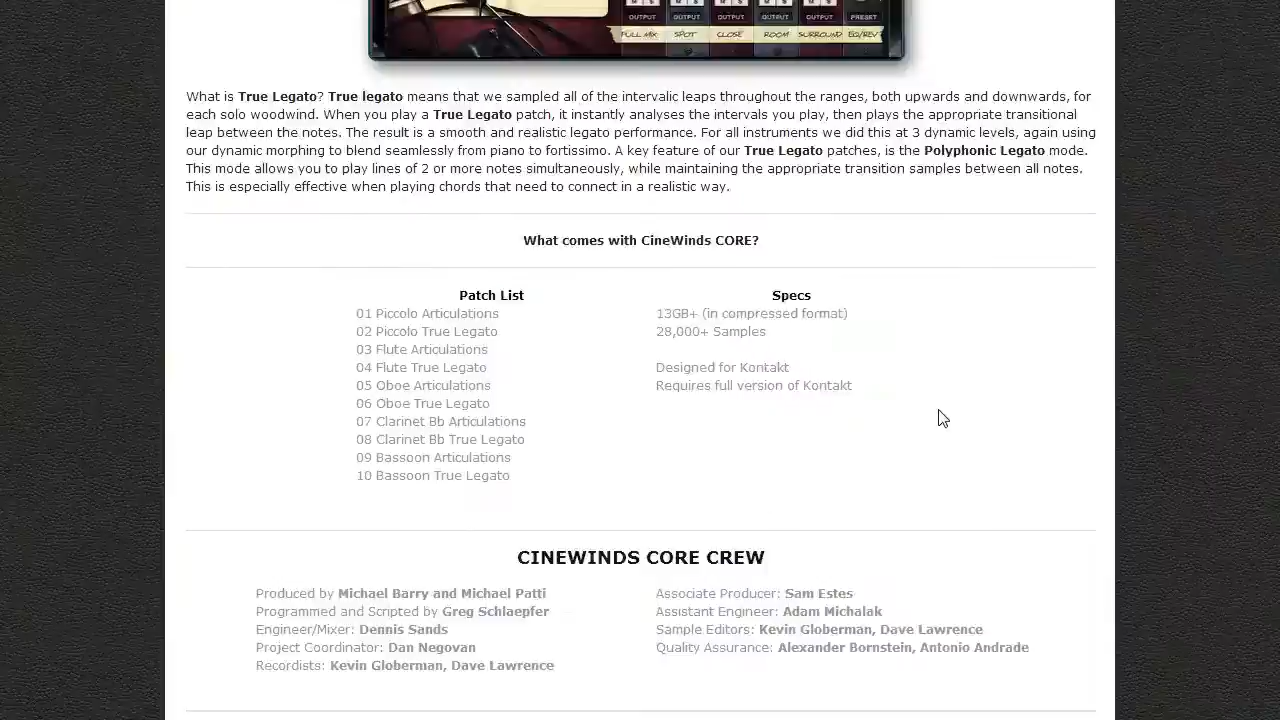 OUTPUT OUTPUT OUTPUT OUTPUT OUTPUT PRESET
FULL MIX SPOT CLOSE ROOM SURROUND EQ/REV
What is True Legato? True legato means that we sampled all of the intervalic leaps throughout the ranges, both upwards and downwards, for
each solo woodwind. When you play a True Legato patch, it instantly analyses the intervals you play, then plays the appropriate transitional
leap between the notes. The result is a smooth and realistic legato performance. For all instruments we did this at 3 dynamic levels, again using
our dynamic morphing to blend seamlessly from piano to fortissimo. A key feature of our True Legato patches, is the Polyphonic Legato mode.
This mode allows you to play lines of 2 or more notes simultaneously, while maintaining the appropriate transition samples between all notes.
This is especially effective when playing chords that need to connect in a realistic way.
What comes with CineWinds CORE?
Patch List
01 Piccolo Articulations
02 Piccolo True Legato
03 Flute Articulations
04 Flute True Legato
05 Oboe Articulations
06 Oboe True Legato
07 Clarinet Bb Articulations
08 Clarinet Bb True Legato
09 Bassoon Articulations
10 Bassoon True Legato
Specs
13GB+ (in compressed format)
28,000+ Samples
Designed for Kontakt
Requires full version of Kontakt
CINEWINDS CORE CREW
Produced by Michael Barry and Michael Patti
Programmed and Scripted by Greg Schlaepfer
Engineer/Mixer: Dennis Sands
Project Coordinator: Dan Negovan
Recordists: Kevin Globerman, Dave Lawrence
Associate Producer: Sam Estes
Assistant Engineer: Adam Michalak
Sample Editors: Kevin Globerman, Dave Lawrence
Quality Assurance: Alexander Bornstein, Antonio Andrade